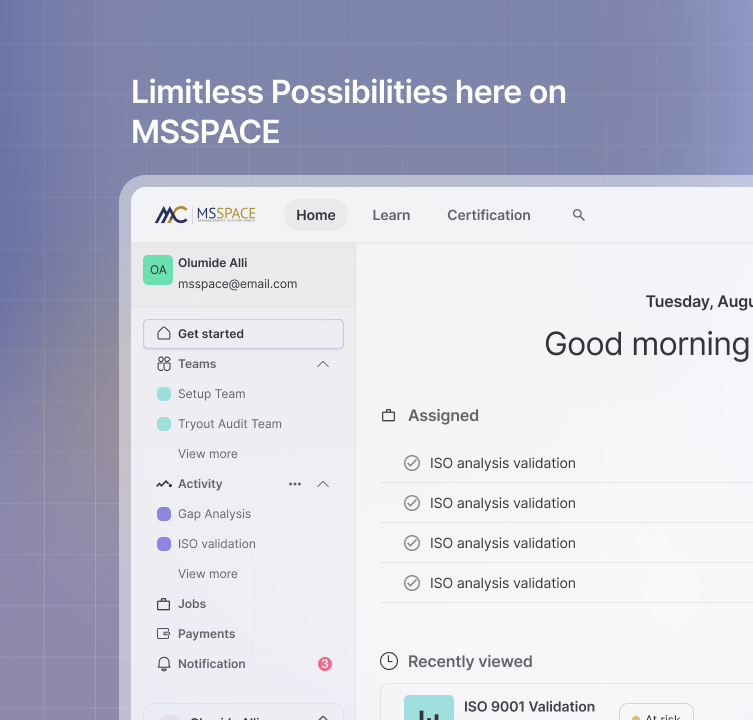 Limitless Possibilities here on
MSSPACE
MC MSSPACE
MANAGEMENT SYSTEM SPACE
Home Learn Certification
OA Olumide Alli
msspace@email.com
Get started
Teams
Setup Team
Tryout Audit Team
View more
Activity
Gap Analysis
ISO validation
View more
Jobs
Payments
Notification 3
Tuesday, Augu
Good morning
Assigned
ISO analysis validation
ISO analysis validation
ISO analysis validation
ISO analysis validation
Recently viewed
ISO 9001 Validation
At risk
Olumide Alli